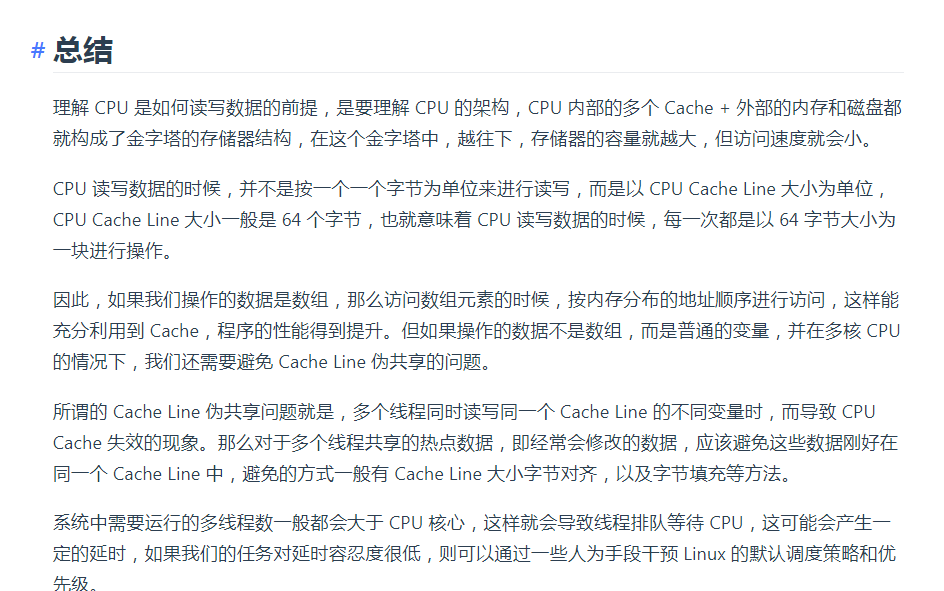 # 总结
理解 CPU 是如何读写数据的前提，是要理解 CPU 的架构，CPU 内部的多个 Cache + 外部的内存和磁盘都
就构成了金字塔的存储器结构，在这个金字塔中，越往下，存储器的容量就越大，但访问速度就会小。
CPU 读写数据的时候，并不是按一个一个字节为单位来进行读写，而是以 CPU Cache Line 大小为单位，
CPU Cache Line 大小一般是 64 个字节，也就意味着 CPU 读写数据的时候，每一次都是以 64 字节大小为
一块进行操作。
因此，如果我们操作的数据是数组，那么访问数组元素的时候，按内存分布的地址顺序进行访问，这样能
充分利用到 Cache，程序的性能得到提升。但如果操作的数据不是数组，而是普通的变量，并在多核 CPU
的情况下，我们还需要避免 Cache Line 伪共享的问题。
所谓的 Cache Line 伪共享问题就是，多个线程同时读写同一个 Cache Line 的不同变量时，而导致 CPU
Cache 失效的现象。那么对于多个线程共享的热点数据，即经常会修改的数据，应该避免这些数据刚好在
同一个 Cache Line 中，避免的方式一般有 Cache Line 大小字节对齐，以及字节填充等方法。
系统中需要运行的多线程数一般都会大于 CPU 核心，这样就会导致线程排队等待 CPU，这可能会产生一
定的延时，如果我们的任务对延时容忍度很低，则可以通过一些人为手段干预 Linux 的默认调度策略和优
先级。